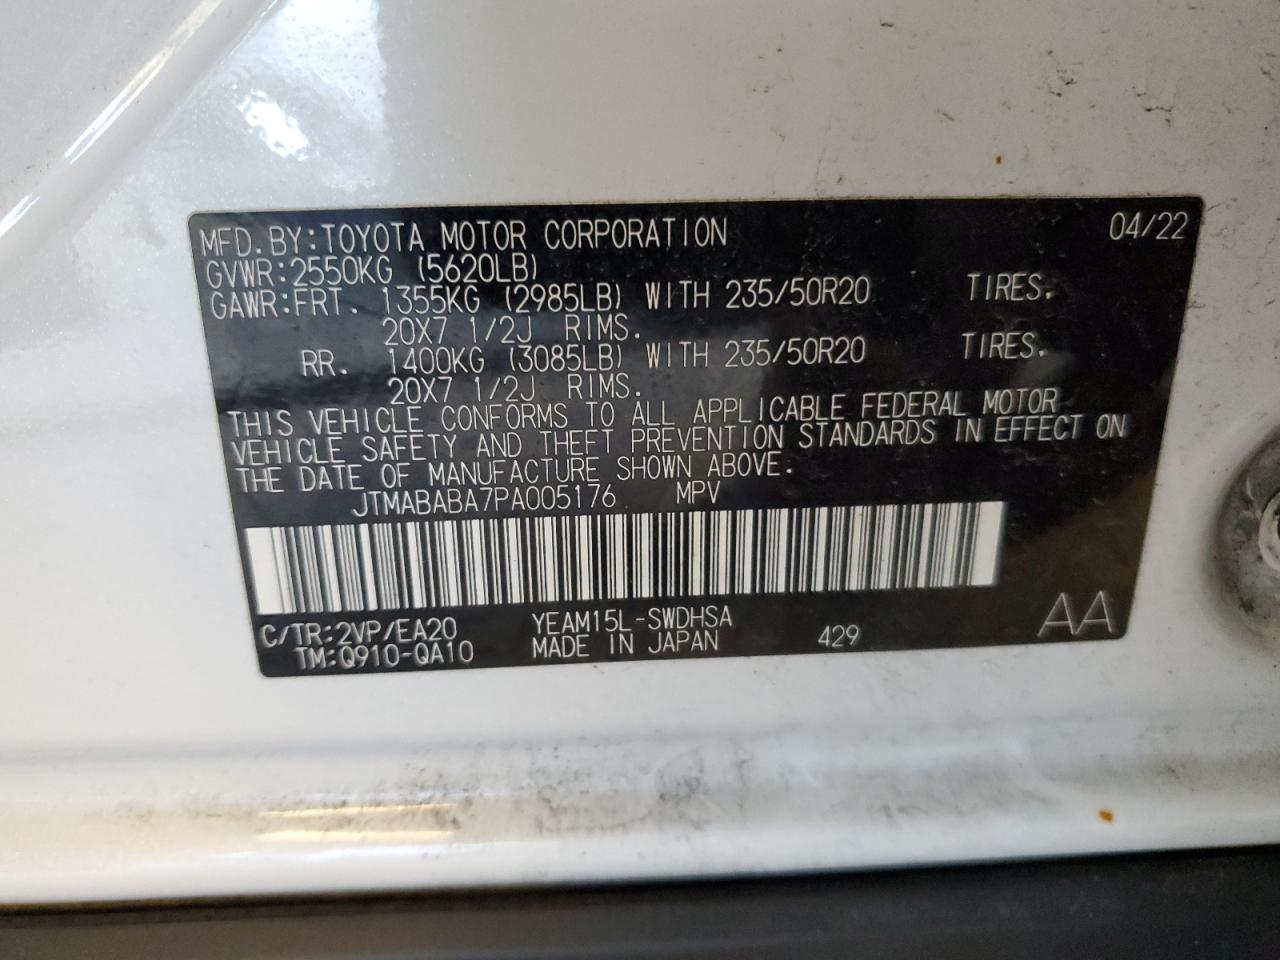 MFD. BY:TOYOTA MOTOR CORPORATION 04/22
GVWR:2550KG (5620LB)
GAWR:FRT. 1355KG (2985LB) WITH 235/50R20 TIRES.
20X7 1/2J RIMS.
RR. 1400KG (3085LB) WITH 235/50R20 TIRES.
20X7 1/2J RIMS.
THIS VEHICLE CONFORMS TO ALL APPLICABLE FEDERAL MOTOR
VEHICLE SAFETY AND THEFT PREVENTION STANDARDS IN EFFECT ON
THE DATE OF MANUFACTURE SHOWN ABOVE.
JTMABABA7PA005176 MPV
C/TR:2VP/EA20 YEAM15L-SWDHSA
TM:Q910-QA10 MADE IN JAPAN 429 AA